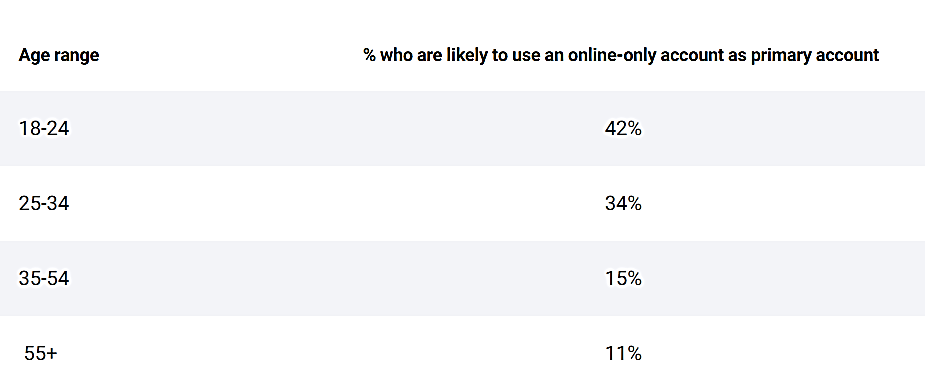 Age range % who are likely to use an online-only account as primary account
18-24 42%
25-34 34%
35-54 15%
55+ 11%